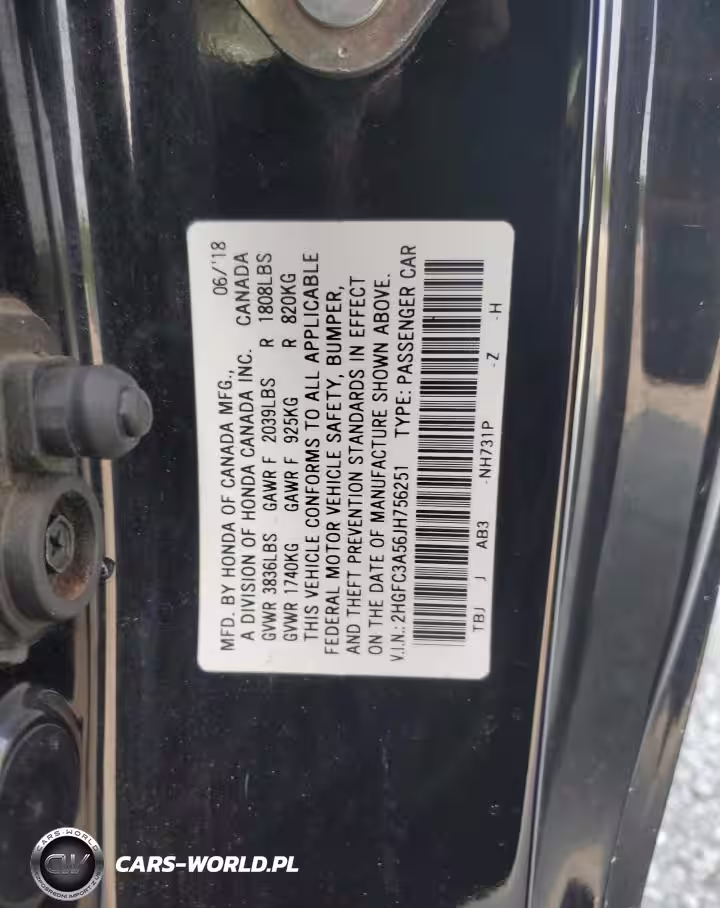 MFD. BY HONDA OF CANADA MFG., 06/'18
A DIVISION OF HONDA CANADA INC. CANADA
GVWR 3836LBS GAWR F 2039LBS R 1808LBS
GVWR 1740KG GAWR F 925KG R 820KG
THIS VEHICLE CONFORMS TO ALL APPLICABLE
FEDERAL MOTOR VEHICLE SAFETY, BUMPER,
AND THEFT PREVENTION STANDARDS IN EFFECT
ON THE DATE OF MANUFACTURE SHOWN ABOVE.
V.I.N.: 2HGFC3A56JH756251 TYPE: PASSENGER CAR
TBJ J AB3 -NH731P -Z -H
CARS-WORLD
CW
CARS-WORLD.PL